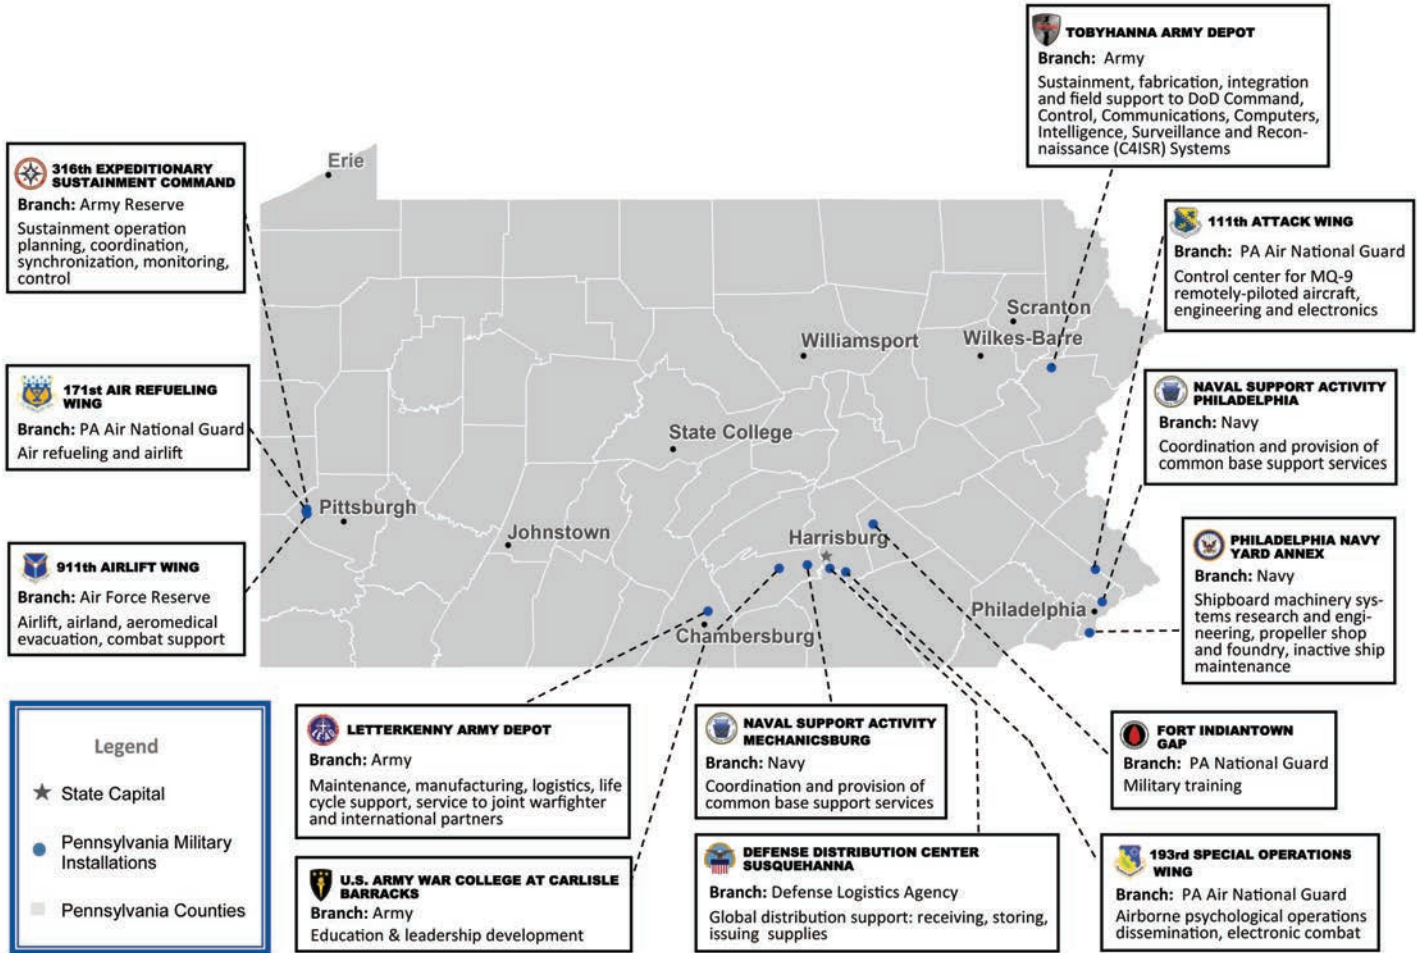 TOBYHANNA ARMY DEPOT
Branch: Army
Sustainment, fabrication, integration
and field support to DoD Command,
Control, Communications, Computers,
Intelligence, Surveillance and Recon-
naissance (C4ISR) Systems
316th EXPEDITIONARY
SUSTAINMENT COMMAND
Branch: Army Reserve
Sustainment operation
planning, coordination,
synchronization, monitoring,
control
111th ATTACK WING
Branch: PA Air National Guard
Control center for MQ-9
remotely-piloted aircraft,
engineering and electronics
171st AIR REFUELING
WING
Branch: PA Air National Guard
Air refueling and airlift
NAVAL SUPPORT ACTIVITY
PHILADELPHIA
Branch: Navy
Coordination and provision of
common base support services
911th AIRLIFT WING
Branch: Air Force Reserve
Airlift, airland, aeromedical
evacuation, combat support
PHILADELPHIA NAVY
YARD ANNEX
Branch: Navy
Shipboard machinery sys-
tems research and engi-
neering, propeller shop
and foundry, inactive ship
maintenance
Erie
Scranton
Williamsport
Wilkes-Barre
State College
Pittsburgh
Johnstown
Harrisburg
Philadelphia
Chambersburg
Legend
State Capital
Pennsylvania Military
Installations
Pennsylvania Counties
LETTERKENNY ARMY DEPOT
Branch: Army
Maintenance, manufacturing, logistics, life
cycle support, service to joint warfighter
and international partners
NAVAL SUPPORT ACTIVITY
MECHANICSBURG
Branch: Navy
Coordination and provision of
common base support services
FORT INDIANTOWN
GAP
Branch: PA National Guard
Military training
U.S. ARMY WAR COLLEGE AT CARLISLE
BARRACKS
Branch: Army
Education & leadership development
DEFENSE DISTRIBUTION CENTER
SUSQUEHANNA
Branch: Defense Logistics Agency
Global distribution support: receiving, storing,
issuing supplies
193rd SPECIAL OPERATIONS
WING
Branch: PA Air National Guard
Airborne psychological operations
dissemination, electronic combat